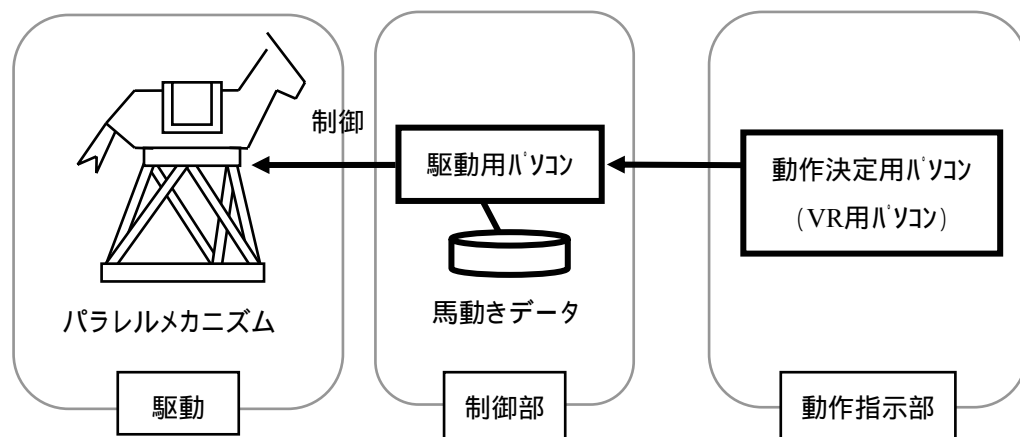 制御
駆動用ﾊﾟｿｺﾝ
動作決定用ﾊﾟｿｺﾝ
(VR用ﾊﾟｿｺﾝ)
パラレルメカニズム
馬動きデータ
駆動
制御部
動作指示部